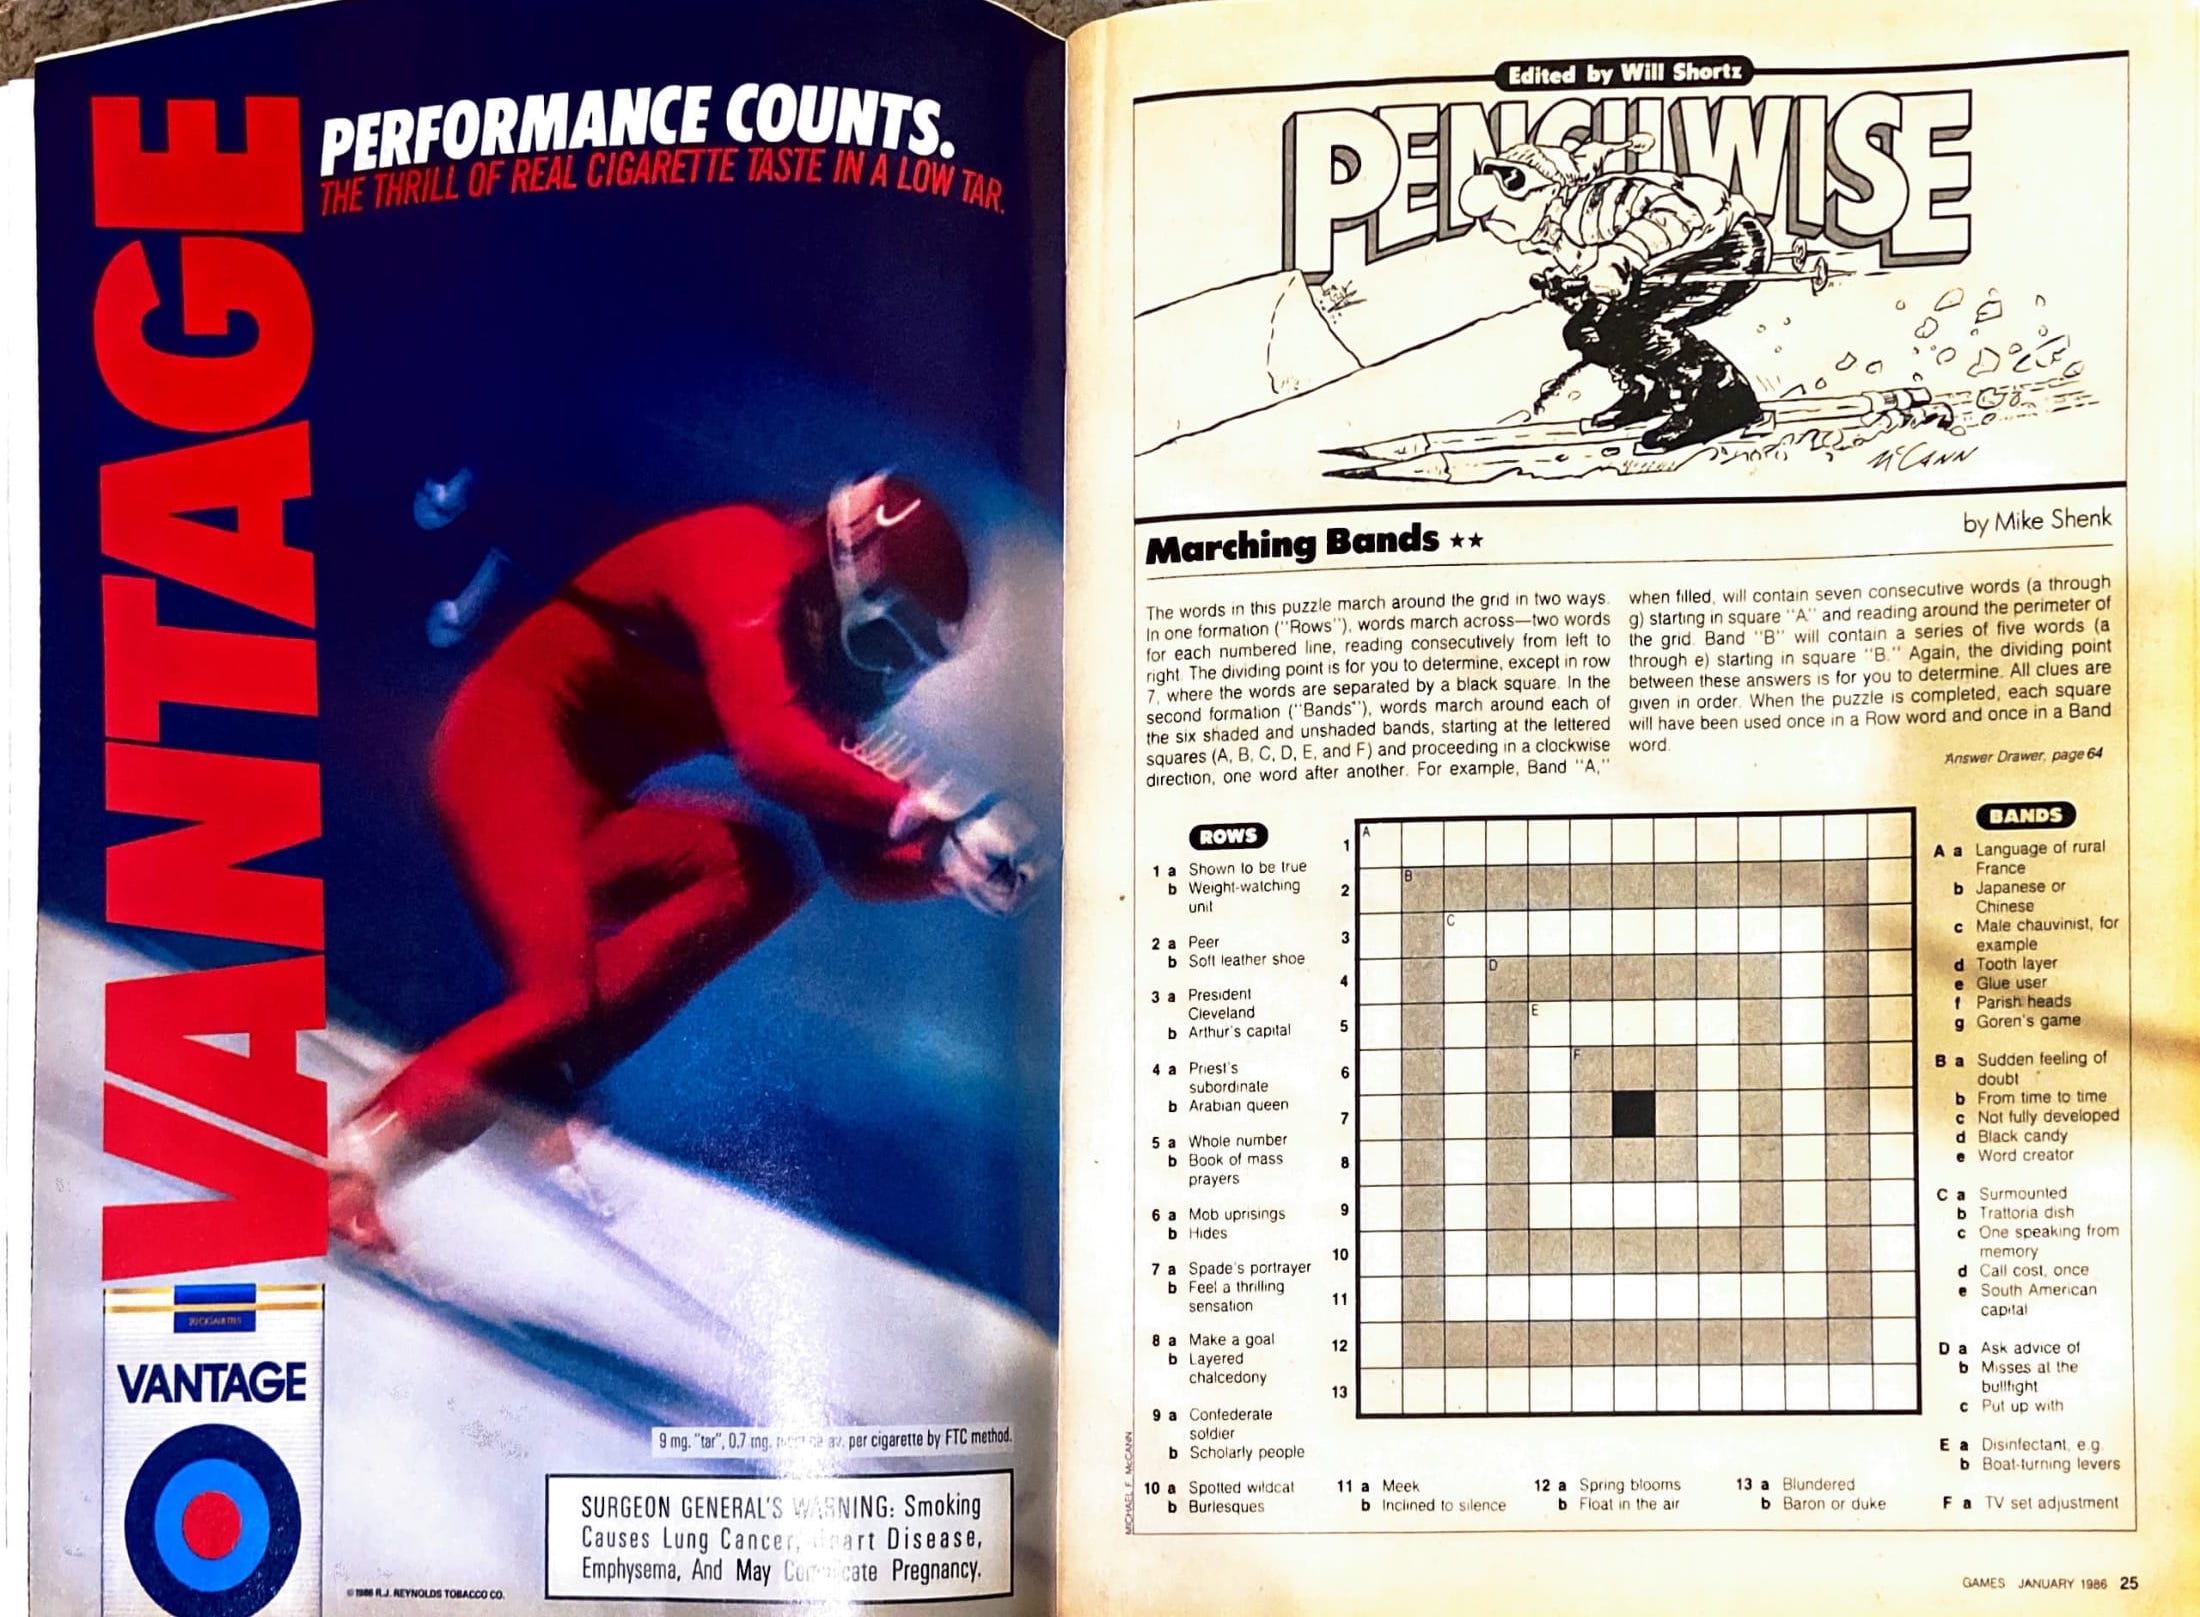 VANTAGE
PERFORMANCE COUNTS.
THE THRILL OF REAL CIGARETTE TASTE IN A LOW TAR.
20 CIGARETTES
VANTAGE
9 mg. "tar", 0.7 mg. av. per cigarette by FTC method.
SURGEON GENERAL'S WARNING: Smoking
Causes Lung Cancer, Heart Disease,
Emphysema, And May Complicate Pregnancy.
© 1986 R.J. REYNOLDS TOBACCO CO.
Edited by Will Shortz
PENCILWISE
McCANN
by Mike Shenk
Marching Bands ★★
The words in this puzzle march around the grid in two ways.
In one formation ("Rows"), words march across—two words
for each numbered line, reading consecutively from left to
right. The dividing point is for you to determine, except in row
7, where the words are separated by a black square. In the
second formation ("Bands"), words march around each of
the six shaded and unshaded bands, starting at the lettered
squares (A, B, C, D, E, and F) and proceeding in a clockwise
direction, one word after another. For example, Band "A,"
when filled, will contain seven consecutive words (a through
g) starting in square "A" and reading around the perimeter of
the grid. Band "B" will contain a series of five words (a
through e) starting in square "B." Again, the dividing point
between these answers is for you to determine. All clues are
given in order. When the puzzle is completed, each square
will have been used once in a Row word and once in a Band
word.
Answer Drawer, page 64
ROWS
1 a Shown to be true
b Weight-watching
unit
2 a Peer
b Soft leather shoe
3 a President
Cleveland
b Arthur's capital
4 a Priest's
subordinate
b Arabian queen
5 a Whole number
b Book of mass
prayers
6 a Mob uprisings
b Hides
7 a Spade's portrayer
b Feel a thrilling
sensation
8 a Make a goal
b Layered
chalcedony
9 a Confederate
soldier
b Scholarly people
10 a Spotted wildcat
b Burlesques
11 a Meek
b Inclined to silence
12 a Spring blooms
b Float in the air
13 a Blundered
b Baron or duke
1
2
3
4
5
6
7
8
9
10
11
12
13
A
B
C
D
E
F
BANDS
A a Language of rural
France
b Japanese or
Chinese
c Male chauvinist, for
example
d Tooth layer
e Glue user
f Parish heads
g Goren's game
B a Sudden feeling of
doubt
b From time to time
c Not fully developed
d Black candy
e Word creator
C a Surmounted
b Trattoria dish
c One speaking from
memory
d Call cost, once
e South American
capital
D a Ask advice of
b Misses at the
bullfight
c Put up with
E a Disinfectant, e.g.
b Boat-turning levers
F a TV set adjustment
MICHAEL F. McCANN
GAMES JANUARY 1986 25